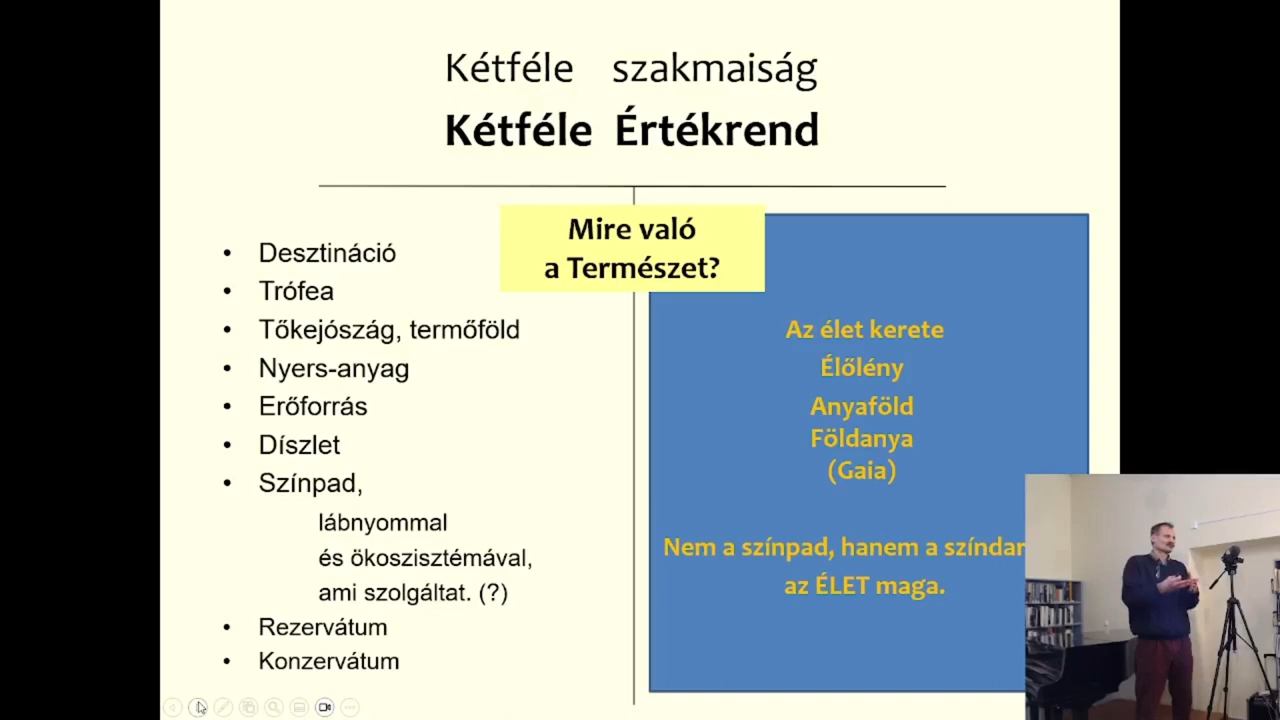 Kétféle szakmaiság
Kétféle Értékrend
Mire való
a Természet?
• Desztináció
• Trófea
• Tőkejószág, termőföld
• Nyers-anyag
• Erőforrás
• Díszlet
• Színpad,
lábnyommal
és ökoszisztémával,
ami szolgáltat. (?)
• Rezervátum
• Konzervátum
Az élet kerete
Élőlény
Anyaföld
Földanya
(Gaia)
Nem a színpad, hanem a színdar
az ÉLET maga.